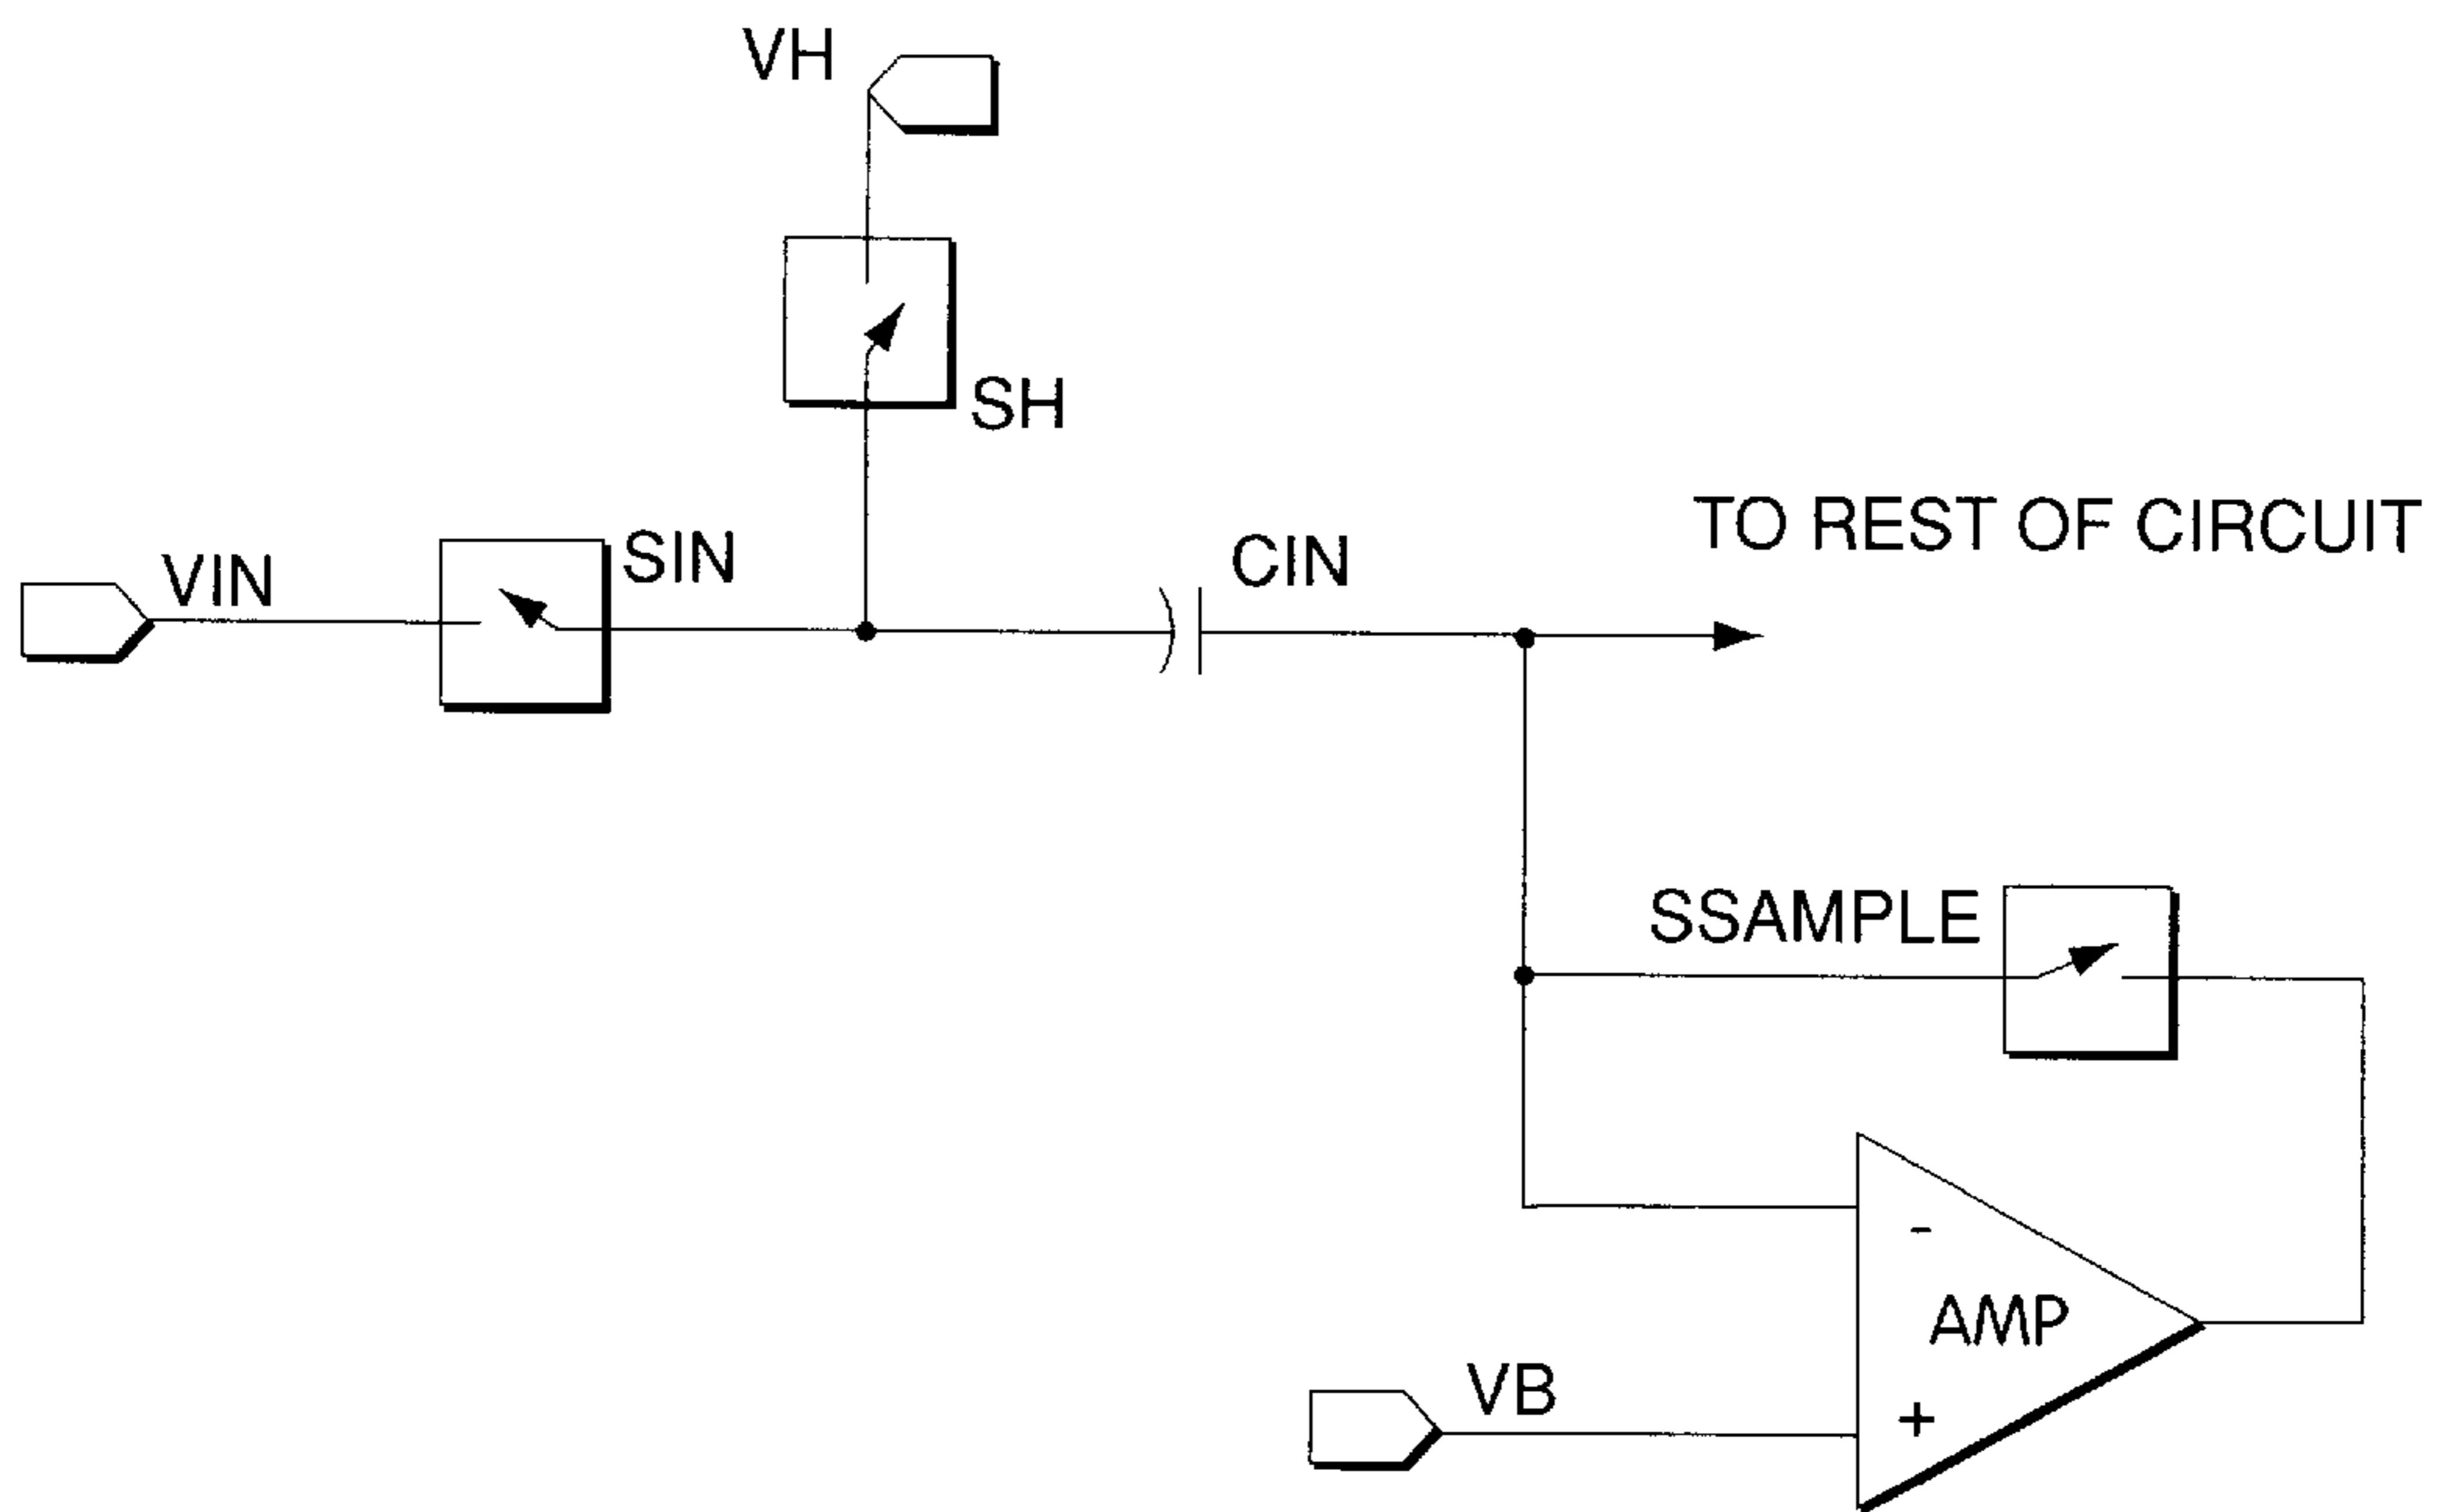 VH
SH
TO REST OF CIRCUIT
VIN
SIN
CIN
SSAMPLE
-
AMP
VB
+